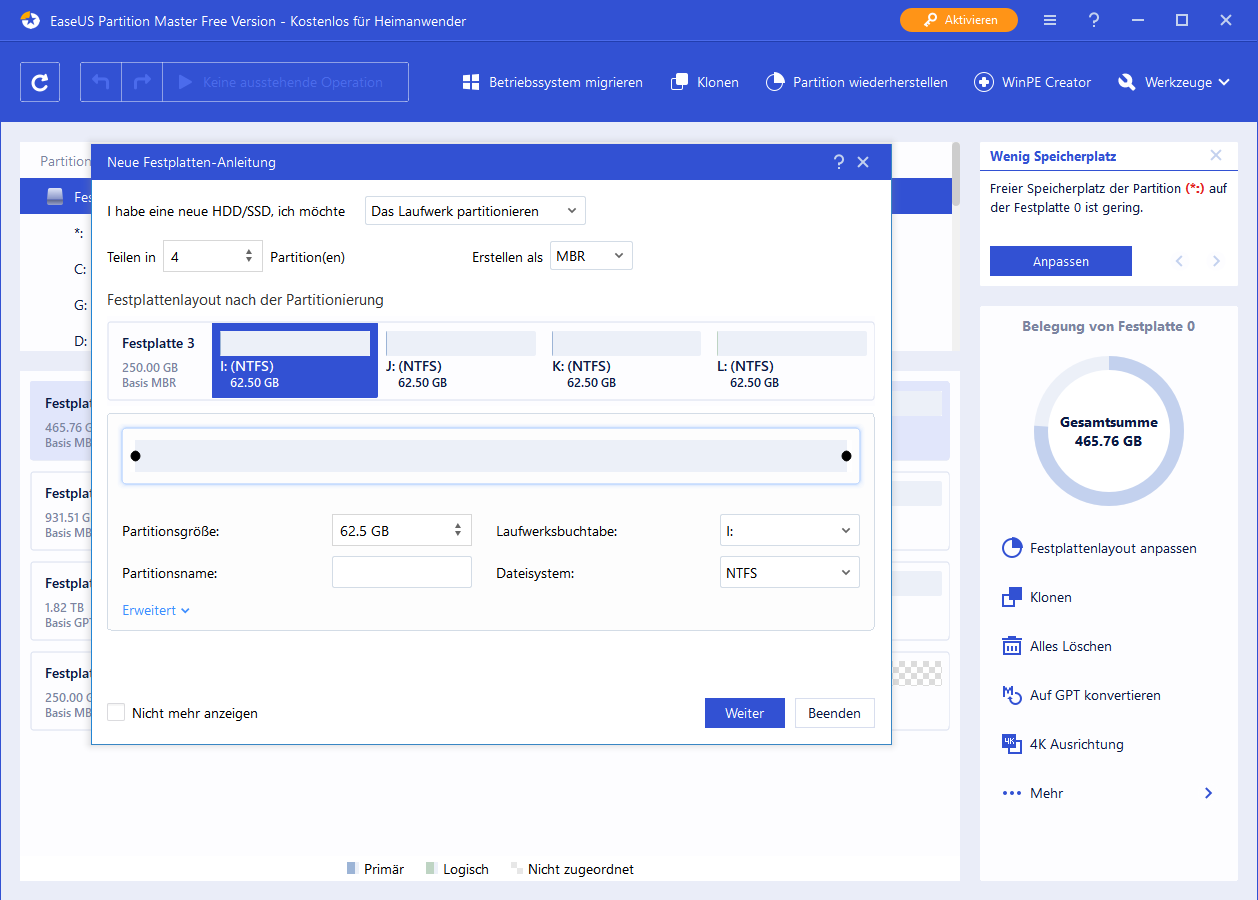 EaseUS Partition Master Free Version - Kostenlos für Heimanwender
Aktivieren
Keine ausstehende Operation
Betriebssystem migrieren
Klonen
Partition wiederherstellen
WinPE Creator
Werkzeuge
Partition
*:
C:
G:
D:
465.76 G
Basis MB
931.51 G
Basis MB
1.82 TB
Basis GPT
250.00 G
Basis MB
Neue Festplatten-Anleitung
I habe eine neue HDD/SSD, ich möchte
Das Laufwerk partitionieren
Teilen in
4
Partition(en)
Erstellen als
MBR
Festplattenlayout nach der Partitionierung
Festplatte 3
250.00 GB
Basis MBR
I: (NTFS)
62.50 GB
J: (NTFS)
62.50 GB
K: (NTFS)
62.50 GB
L: (NTFS)
62.50 GB
Partitionsgröße:
62.5 GB
Laufwerksbuchtabe:
I:
Partitionsname:
Dateisystem:
NTFS
Erweitert
Nicht mehr anzeigen
Weiter
Beenden
Primär
Logisch
Nicht zugeordnet
Wenig Speicherplatz
Freier Speicherplatz der Partition (*:) auf
der Festplatte 0 ist gering.
Anpassen
Belegung von Festplatte 0
Gesamtsumme
465.76 GB
Festplattenlayout anpassen
Klonen
Alles Löschen
Auf GPT konvertieren
4K
4K Ausrichtung
Mehr